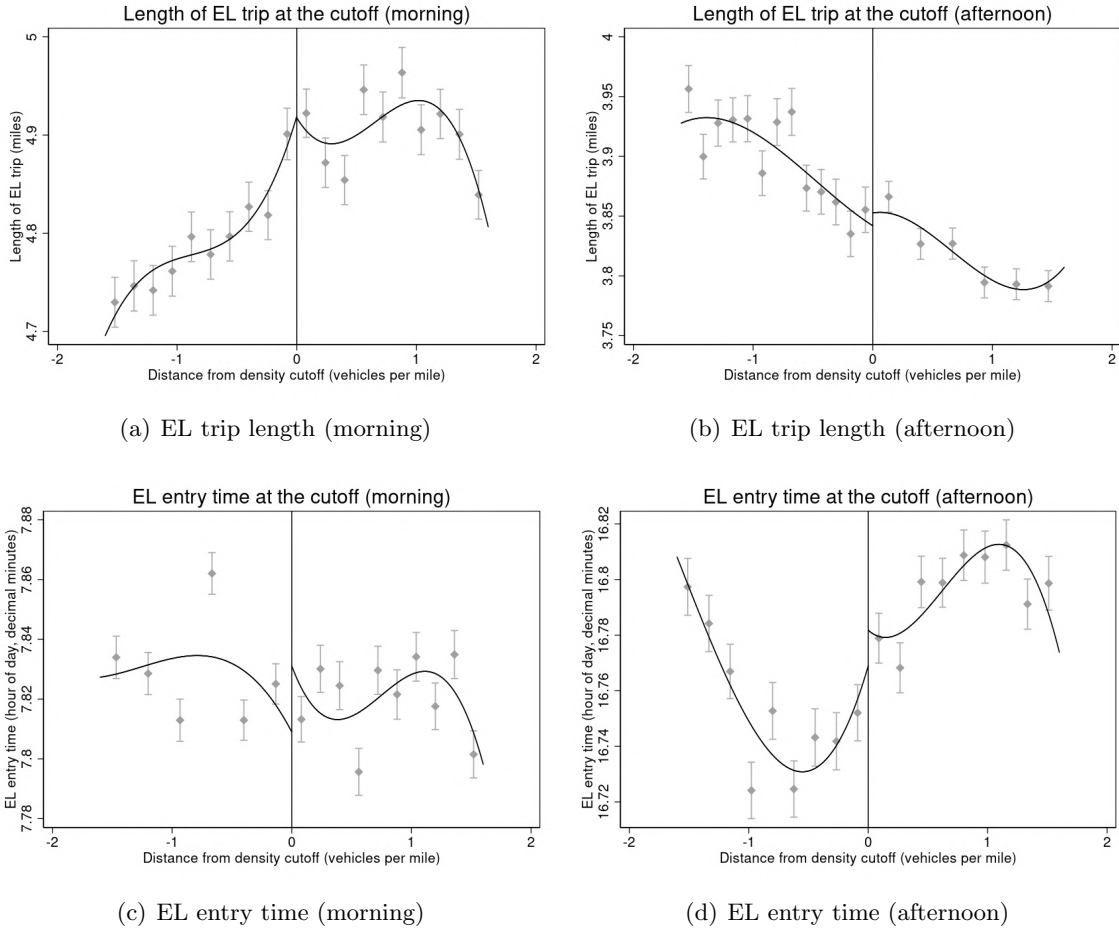 Length of EL trip at the cutoff (morning)
Length of EL trip (miles)
5
4.9
4.8
4.7
-2 -1 0 1 2
Distance from density cutoff (vehicles per mile)
(a) EL trip length (morning)
Length of EL trip at the cutoff (afternoon)
Length of EL trip (miles)
4
3.95
3.9
3.85
3.8
3.75
-2 -1 0 1 2
Distance from density cutoff (vehicles per mile)
(b) EL trip length (afternoon)
EL entry time at the cutoff (morning)
EL entry time (hour of day, decimal minutes)
7.88
7.86
7.84
7.82
7.8
7.78
-2 -1 0 1 2
Distance from density cutoff (vehicles per mile)
(c) EL entry time (morning)
EL entry time at the cutoff (afternoon)
EL entry time (hour of day, decimal minutes)
16.82
16.8
16.78
16.76
16.74
16.72
-2 -1 0 1 2
Distance from density cutoff (vehicles per mile)
(d) EL entry time (afternoon)